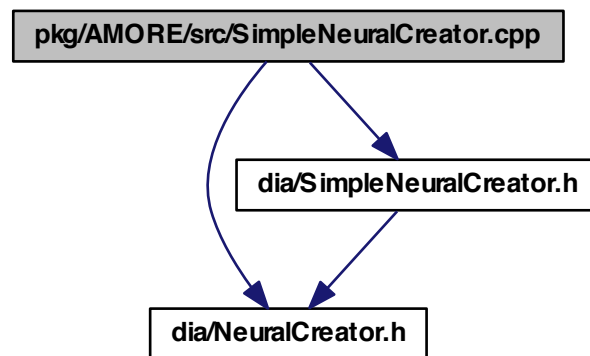 pkg/AMORE/src/SimpleNeuralCreator.cpp
dia/SimpleNeuralCreator.h
dia/NeuralCreator.h